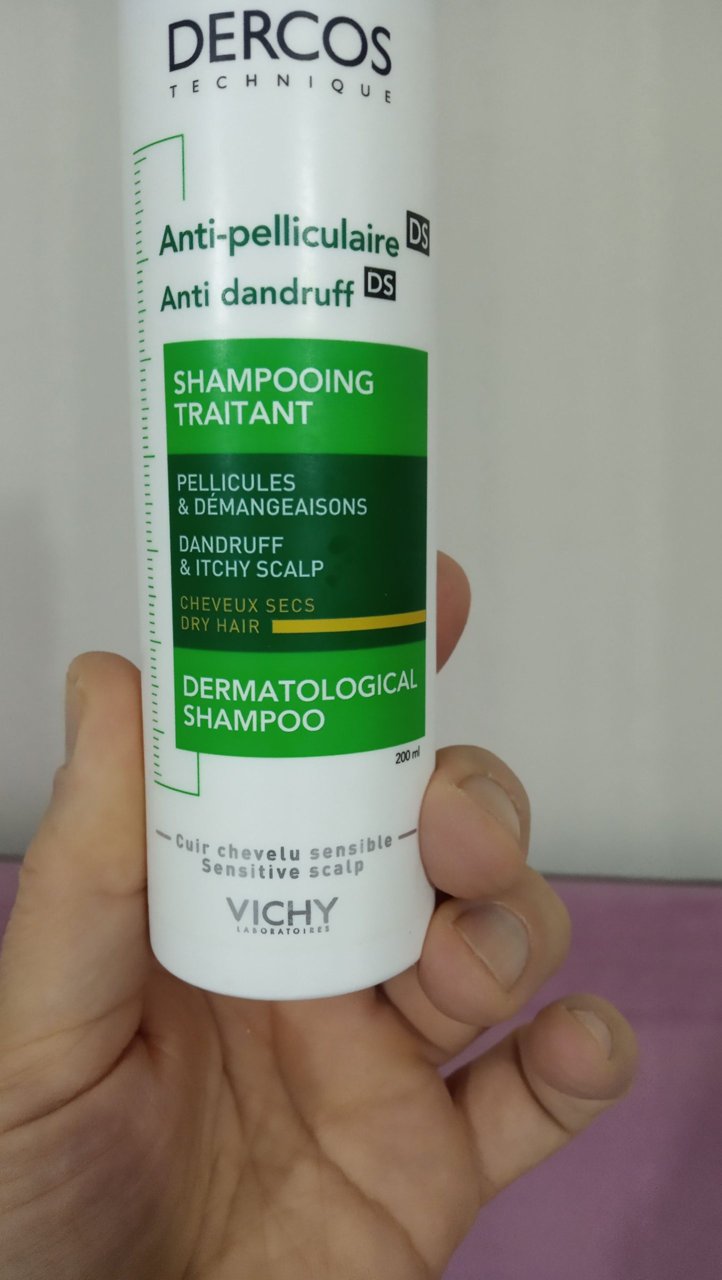 DERCOS
TECHNIQUE
Anti-pelliculaire DS
Anti dandruff DS
SHAMPOOING
TRAITANT
PELLICULES
& DÉMANGEAISONS
DANDRUFF
& ITCHY SCALP
CHEVEUX SECS
DRY HAIR
DERMATOLOGICAL
SHAMPOO
200 ml
Cuir chevelu sensible
Sensitive scalp
VICHY
LABORATOIRES